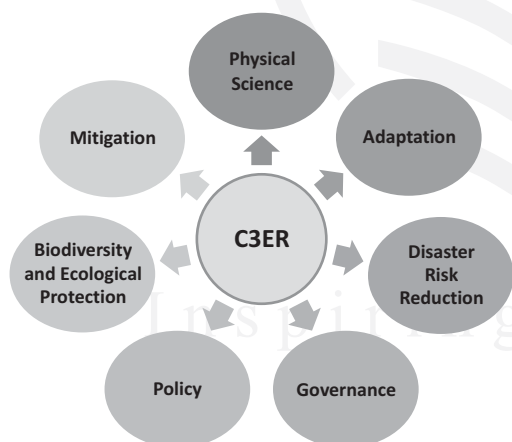 Physical
Science
Mitigation
Adaptation
C3ER
Biodiversity
and Ecological
Protection
Disaster
Risk
Reduction
Policy
Governance